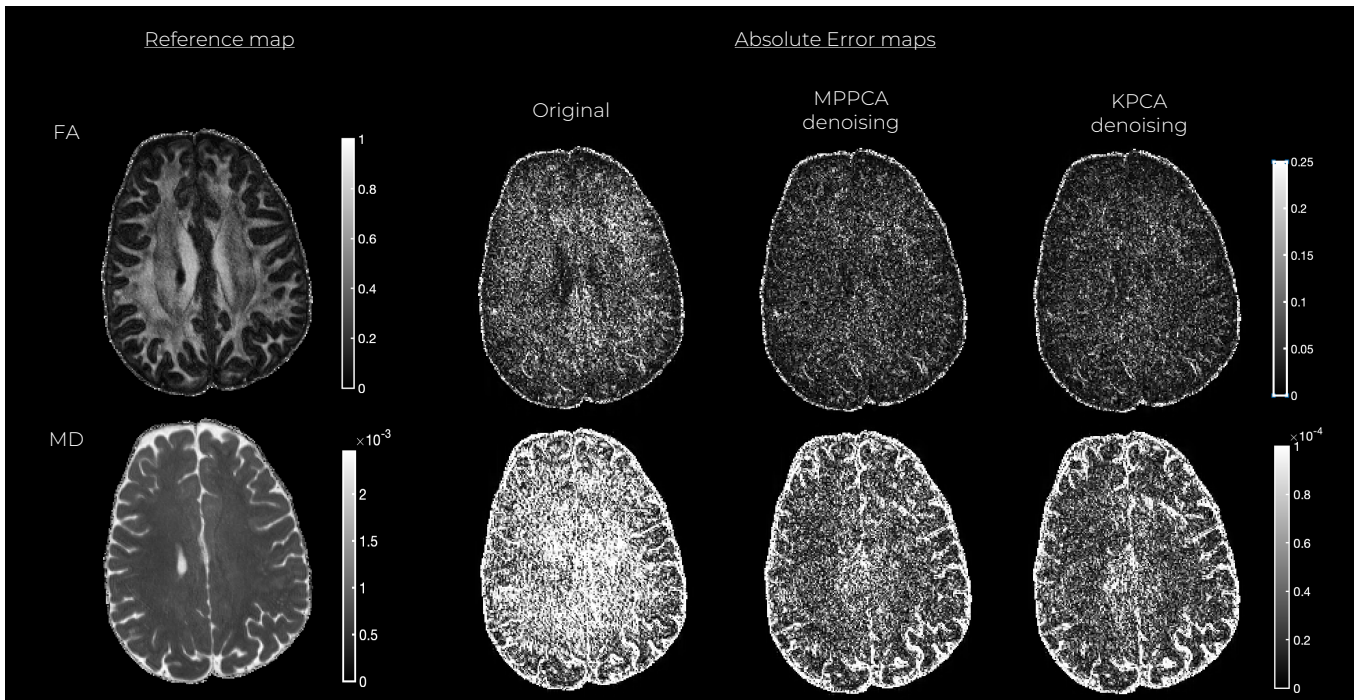 Reference map
Absolute Error maps
Original
MPPCA
denoising
KPCA
denoising
FA
1
0.8
0.6
0.4
0.2
0
0.25
0.2
0.15
0.1
0.05
0
MD
×10⁻³
2
1.5
1
0.5
0
×10⁻⁴
1
0.8
0.6
0.4
0.2
0